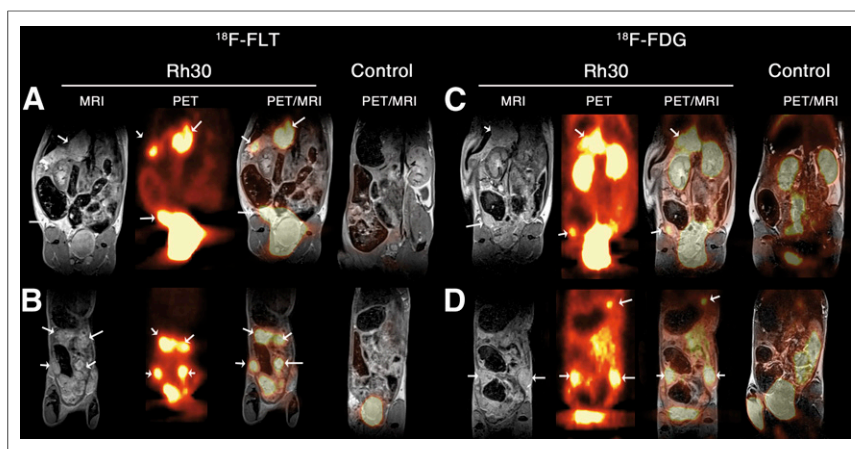 ¹⁸F-FLT ¹⁸F-FDG
Rh30 Control Rh30 Control
A MRI PET PET/MRI PET/MRI C MRI PET PET/MRI PET/MRI
B D